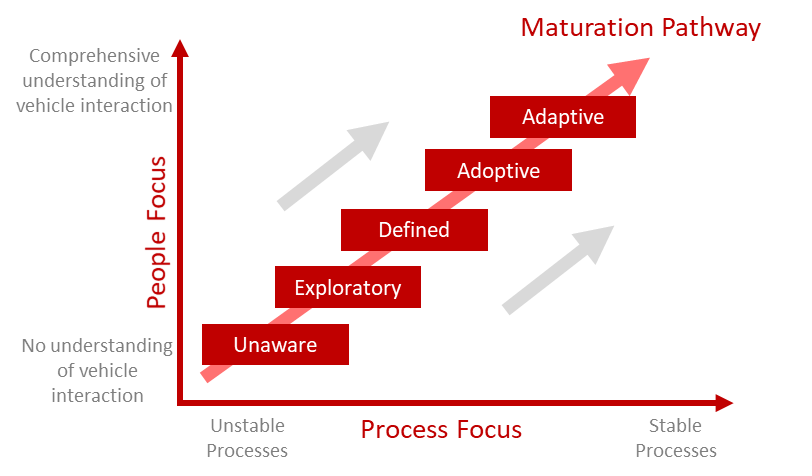 Maturation Pathway
Comprehensive
understanding of
vehicle interaction
Adaptive
Adoptive
People Focus
Defined
Exploratory
Unaware
No understanding
of vehicle
interaction
Unstable
Processes
Process Focus
Stable
Processes